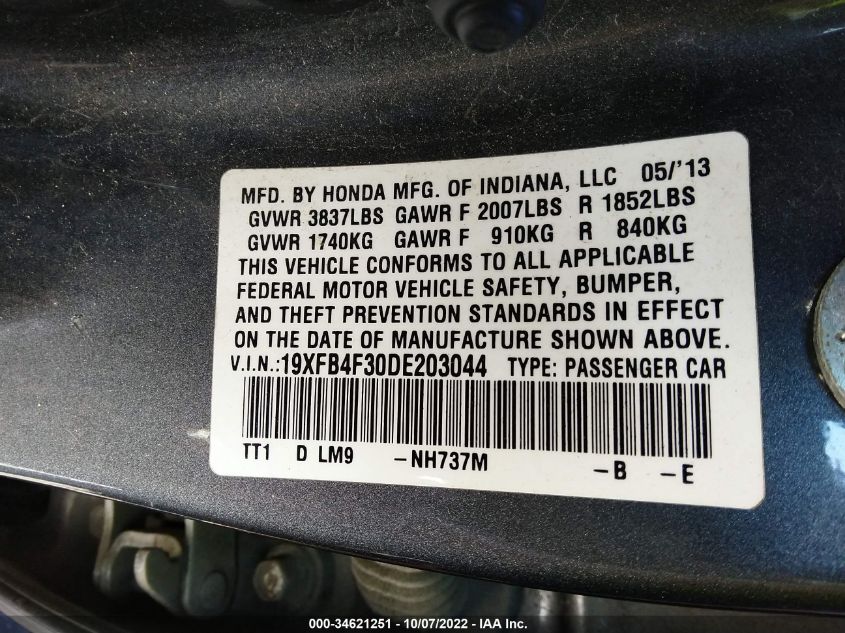 MFD. BY HONDA MFG. OF INDIANA, LLC 05/'13
GVWR 3837LBS GAWR F 2007LBS R 1852LBS
GVWR 1740KG GAWR F 910KG R 840KG
THIS VEHICLE CONFORMS TO ALL APPLICABLE
FEDERAL MOTOR VEHICLE SAFETY, BUMPER,
AND THEFT PREVENTION STANDARDS IN EFFECT
ON THE DATE OF MANUFACTURE SHOWN ABOVE.
V.I.N.:19XFB4F30DE203044 TYPE: PASSENGER CAR
TT1 D LM9 -NH737M -B -E
000-34621251 | 10/07/2022 - IAA Inc.